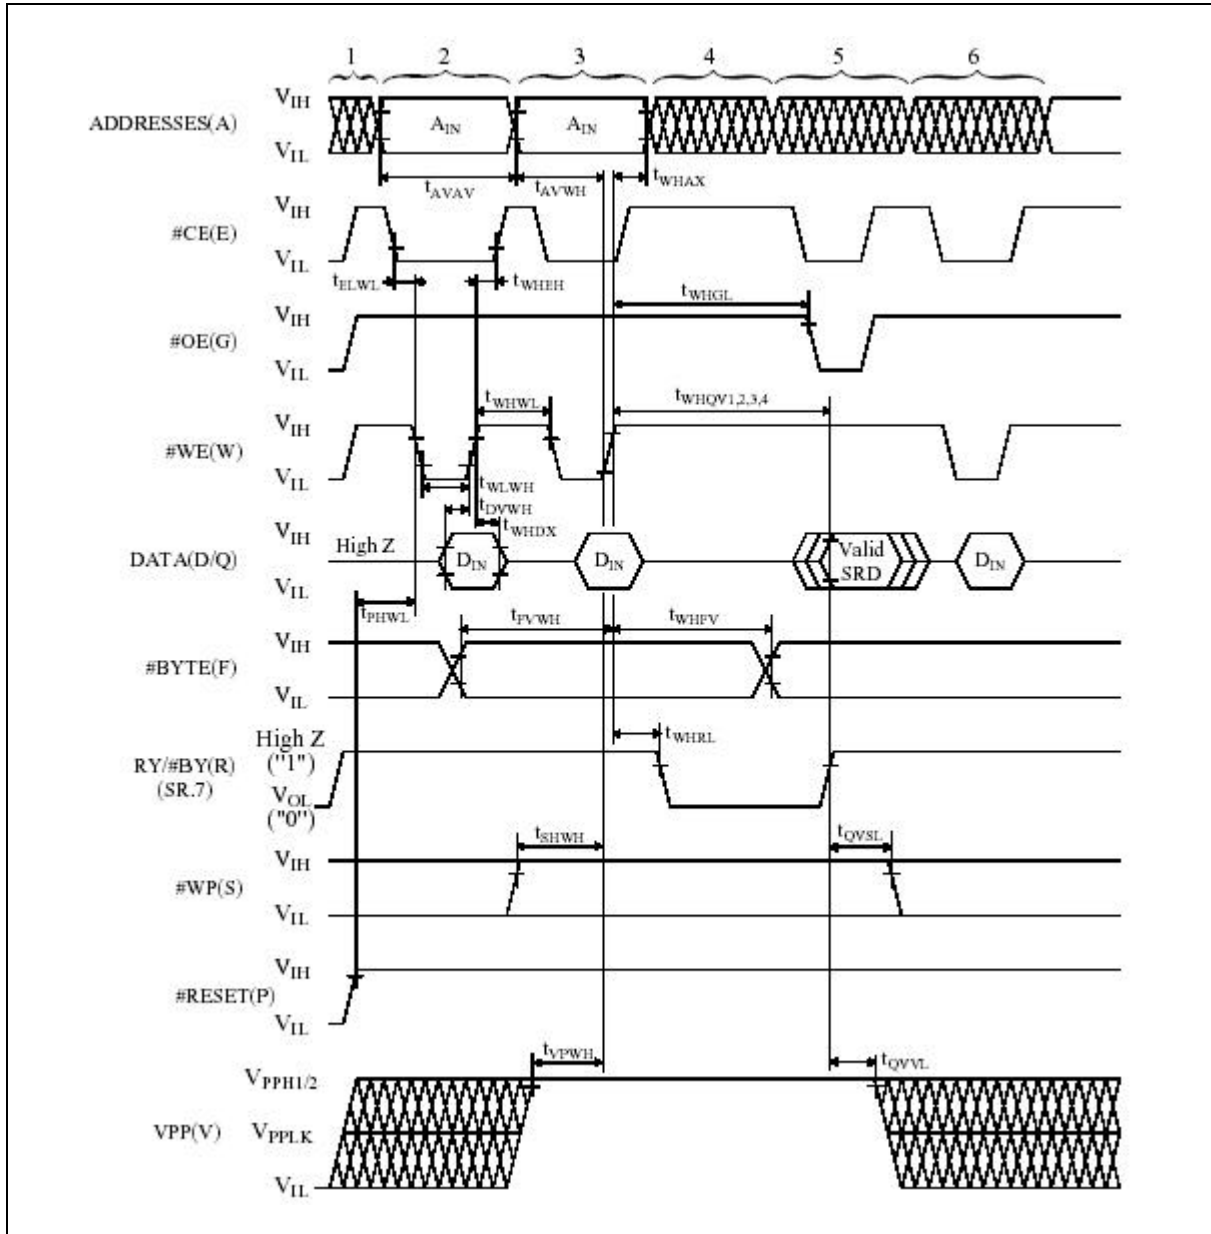 1 2 3 4 5 6
VIH
ADDRESSES(A) AIN AIN
VIL
tAVAV tAVWH tWHAX
VIH
#CE(E)
VIL
tELWL tWHEH
tWHGL
VIH
#OE(G)
VIL
tWHWL tWHQV1,2,3,4
VIH
#WE(W)
VIL
tWLWH
tDVWH
tWHDX
VIH
High Z
DATA(D/Q) DIN DIN Valid SRD DIN
VIL
tPHWL tFVWH tWHFV
VIH
#BYTE(F)
VIL
tWHRL
High Z
("1")
RY/#BY(R)
(SR.7)
VOL
("0")
tSHWH tQVSL
VIH
#WP(S)
VIL
VIH
#RESET(P)
VIL
tVPWH tQVVL
VPPH1/2
VPP(V) VPPLK
VIL